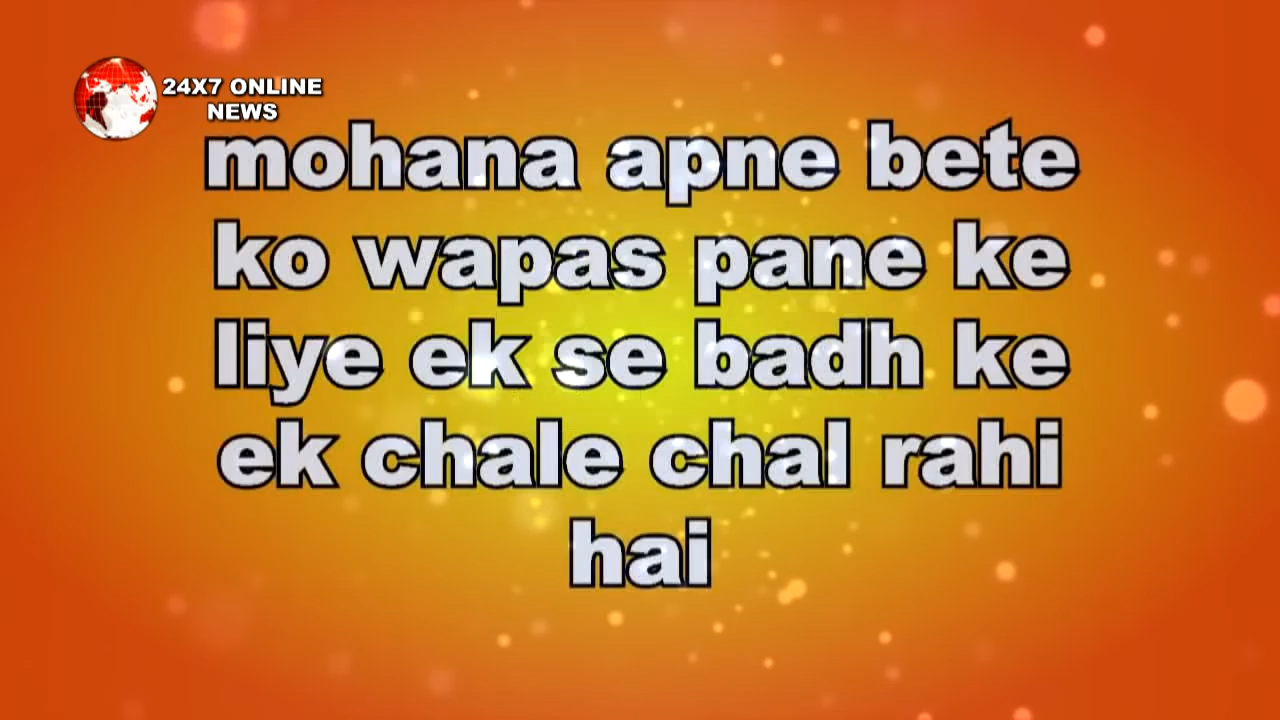 24X7 ONLINE
NEWS
mohana apne bete
ko wapas pane ke
liye ek se badh ke
ek chale chal rahi
hai